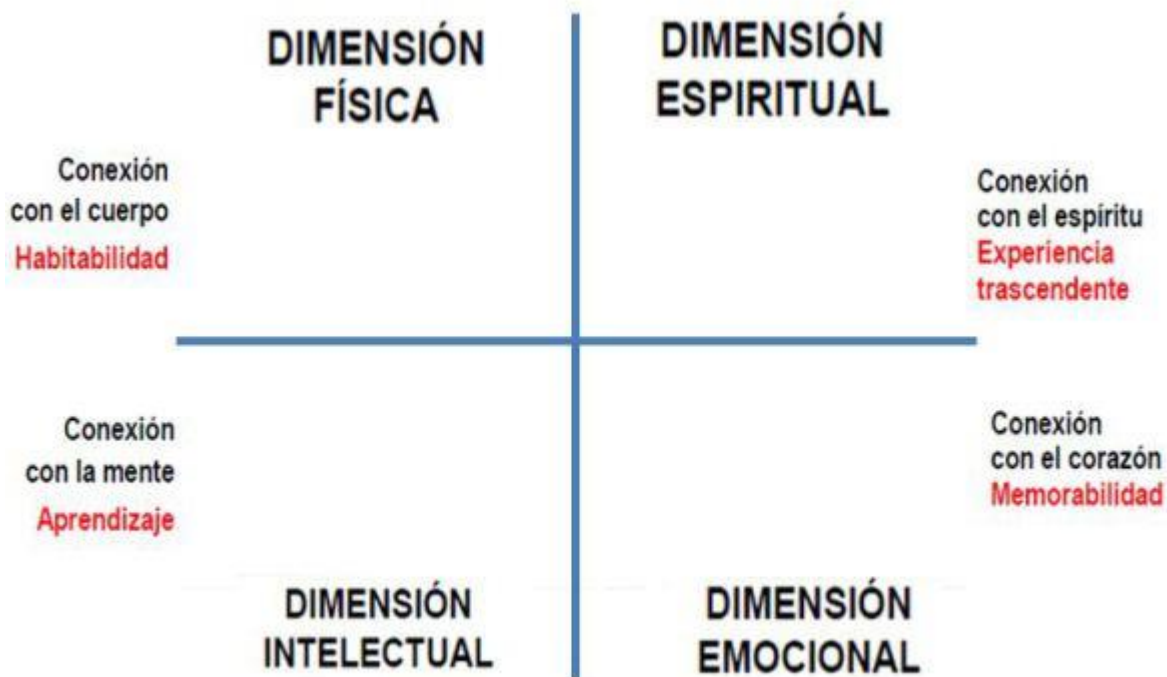 DIMENSIÓN
FÍSICA
DIMENSIÓN
ESPIRITUAL
Conexión
con el cuerpo
Habitabilidad
Conexión
con el espíritu
Experiencia
trascendente
Conexión
con la mente
Aprendizaje
Conexión
con el corazón
Memorabilidad
DIMENSIÓN
INTELECTUAL
DIMENSIÓN
EMOCIONAL